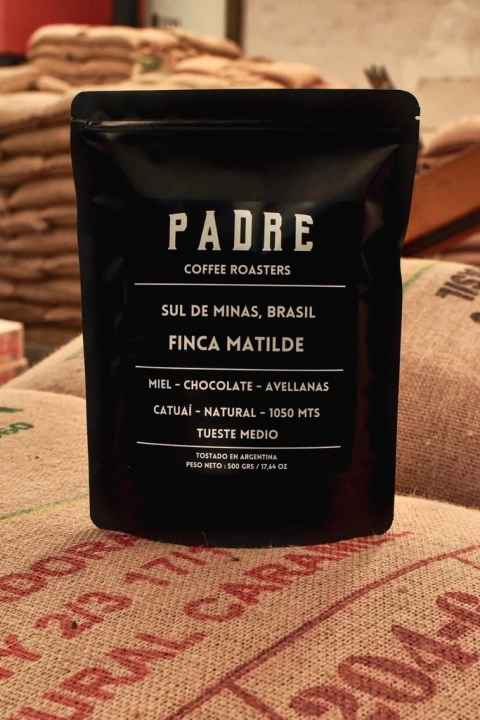 PADRE
COFFEE ROASTERS
SUL DE MINAS, BRASIL
FINCA MATILDE
MIEL - CHOCOLATE - AVELLANAS
CATUAÍ - NATURAL - 1050 MTS
TUESTE MEDIO
TOSTADO EN ARGENTINA
PESO NETO : 500 GRS / 17,64 OZ